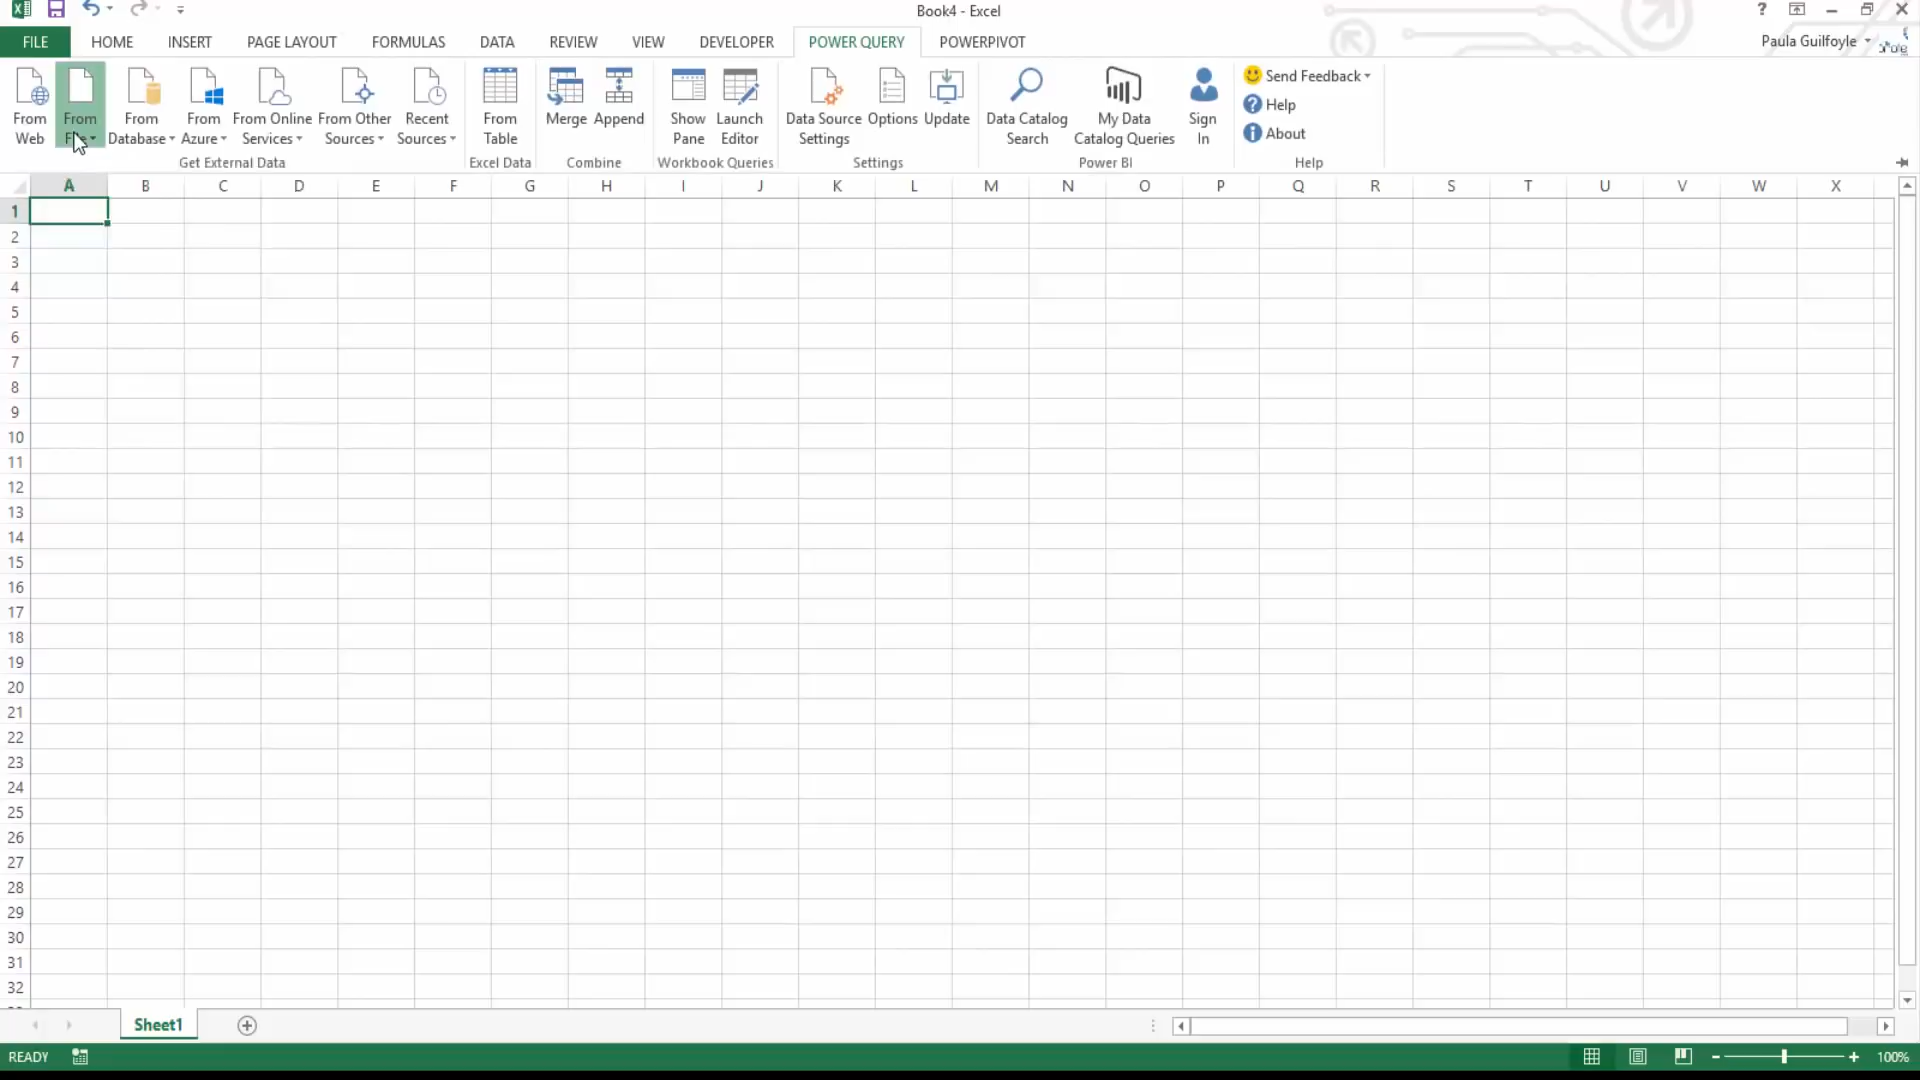 Book4 - Excel
FILE HOME INSERT PAGE LAYOUT FORMULAS DATA REVIEW VIEW DEVELOPER POWER QUERY POWERPIVOT Paula Guilfoyle
From Web
From File
From Database
From Azure
From Online Services
From Other Sources
Recent Sources
From Table
Merge
Append
Show Pane
Launch Editor
Data Source Settings
Options
Update
Data Catalog Search
My Data Catalog Queries
Sign In
Send Feedback
Help
About
Get External Data Excel Data Combine Workbook Queries Settings Power BI Help
A B C D E F G H I J K L M N O P Q R S T U V W X
1
2
3
4
5
6
7
8
9
10
11
12
13
14
15
16
17
18
19
20
21
22
23
24
25
26
27
28
29
30
31
32
Sheet1
READY 100%